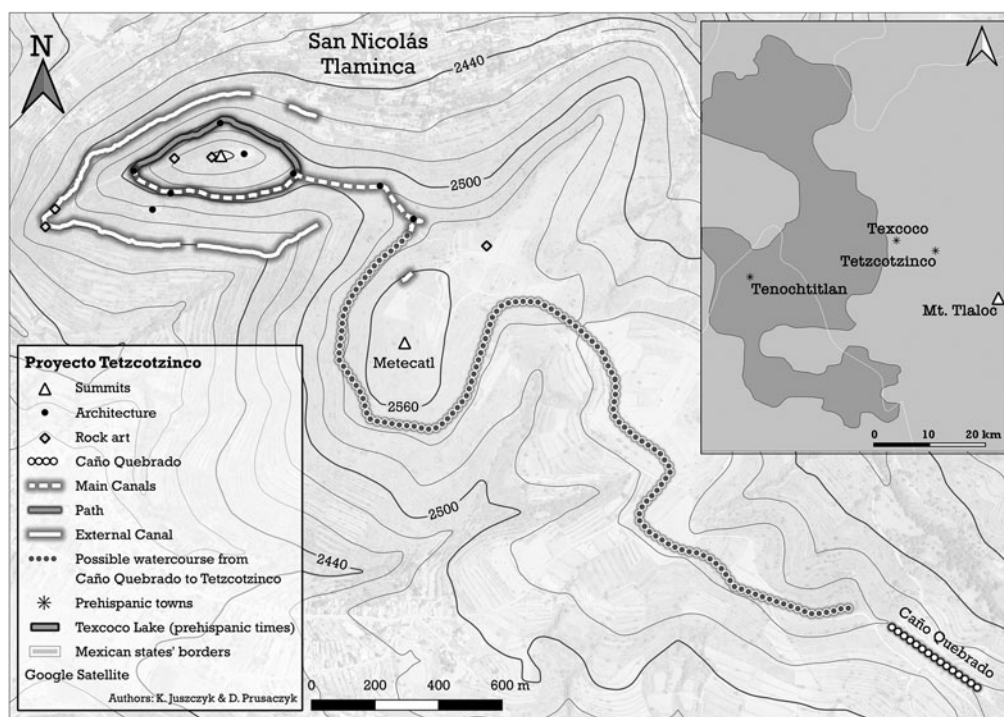 N
San Nicolás
Tlaminca
2440
2500
Metecatl
2560
2500
2440
Caño Quebrado
Texcoco
Tetzcotzinco
Tenochtitlan
Mt. Tlaloc
0 10 20 km
Proyecto Tetzcotzinco
Summits
Architecture
Rock art
Caño Quebrado
Main Canals
Path
External Canal
Possible watercourse from
Caño Quebrado to Tetzcotzinco
Prehispanic towns
Texcoco Lake (prehispanic times)
Mexican states' borders
Google Satellite
Authors: K. Juszczyk & D. Prusaczyk
0 200 400 600 m